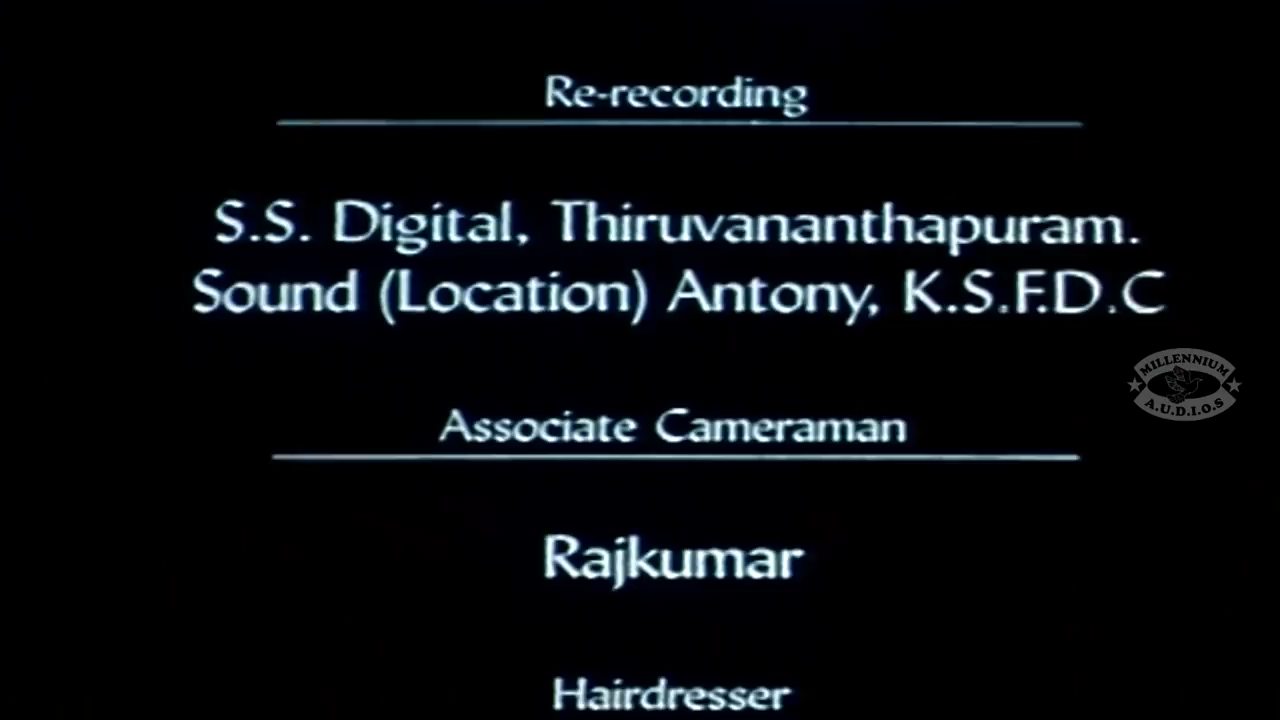 Re-recording
S.S. Digital, Thiruvananthapuram.
Sound (Location) Antony, K.S.F.D.C
MILLENNIUM
A.U.D.I.O.S
Associate Cameraman
Rajkumar
Hairdresser